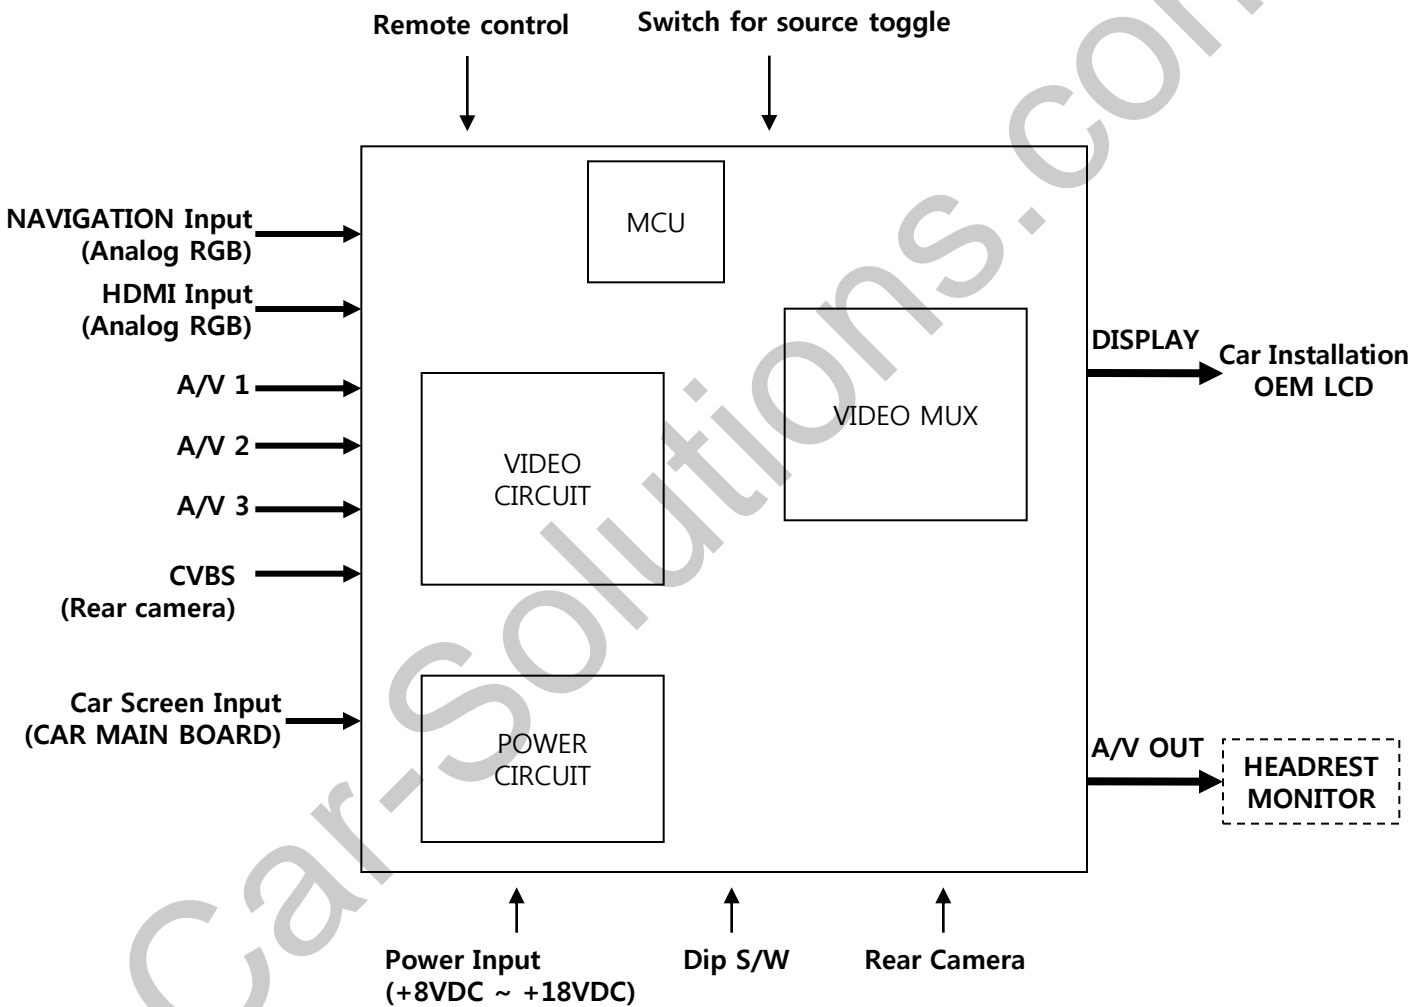 Remote control
Switch for source toggle
MCU
NAVIGATION Input
(Analog RGB)
HDMI Input
(Analog RGB)
A/V 1
A/V 2
A/V 3
CVBS
(Rear camera)
Car Screen Input
(CAR MAIN BOARD)
VIDEO
CIRCUIT
VIDEO MUX
POWER
CIRCUIT
DISPLAY
Car Installation
OEM LCD
A/V OUT
HEADREST
MONITOR
Power Input
(+8VDC ~ +18VDC)
Dip S/W
Rear Camera
Car-Solutions.com